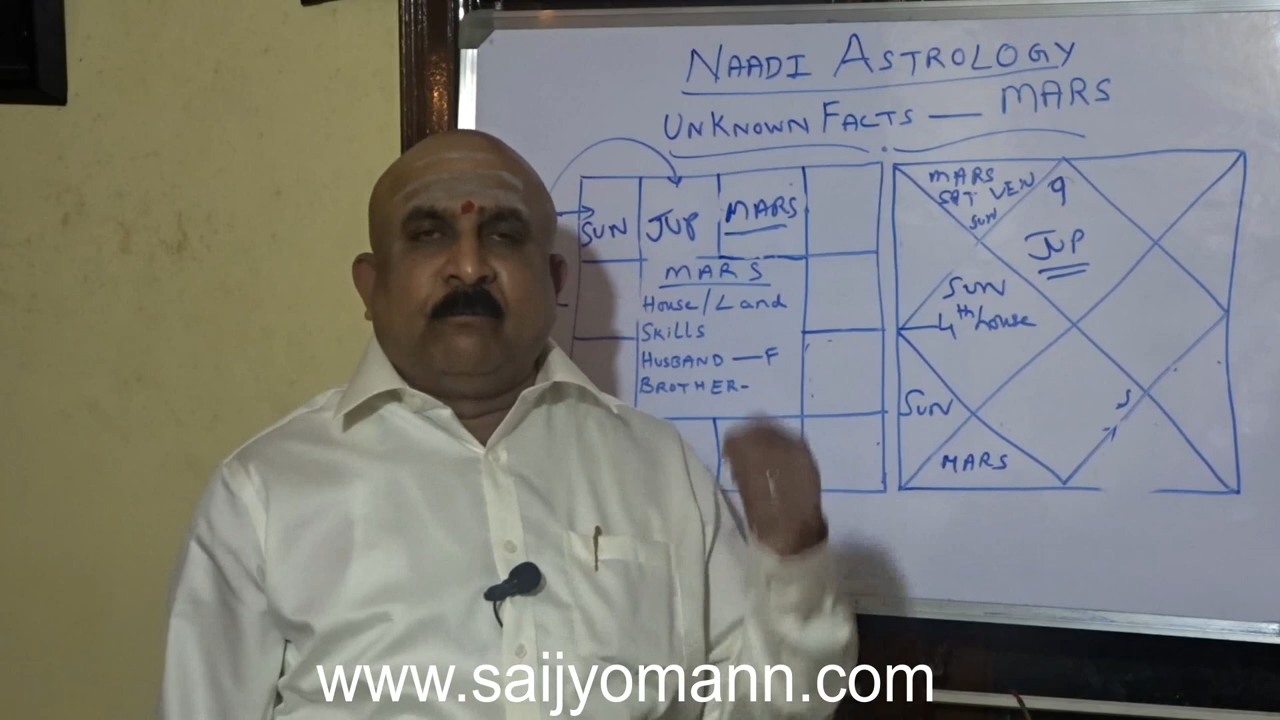 NAADI ASTROLOGY
UNKNOWN FACTS — MARS
SUN JUP MARS
MARS
House/Land
SKILLS
HUSBAND — F
BROTHER-
MARS
SAT VEN
SUN
9
JUP
SUN
4th house
SUN
MARS
www.saijyomann.com